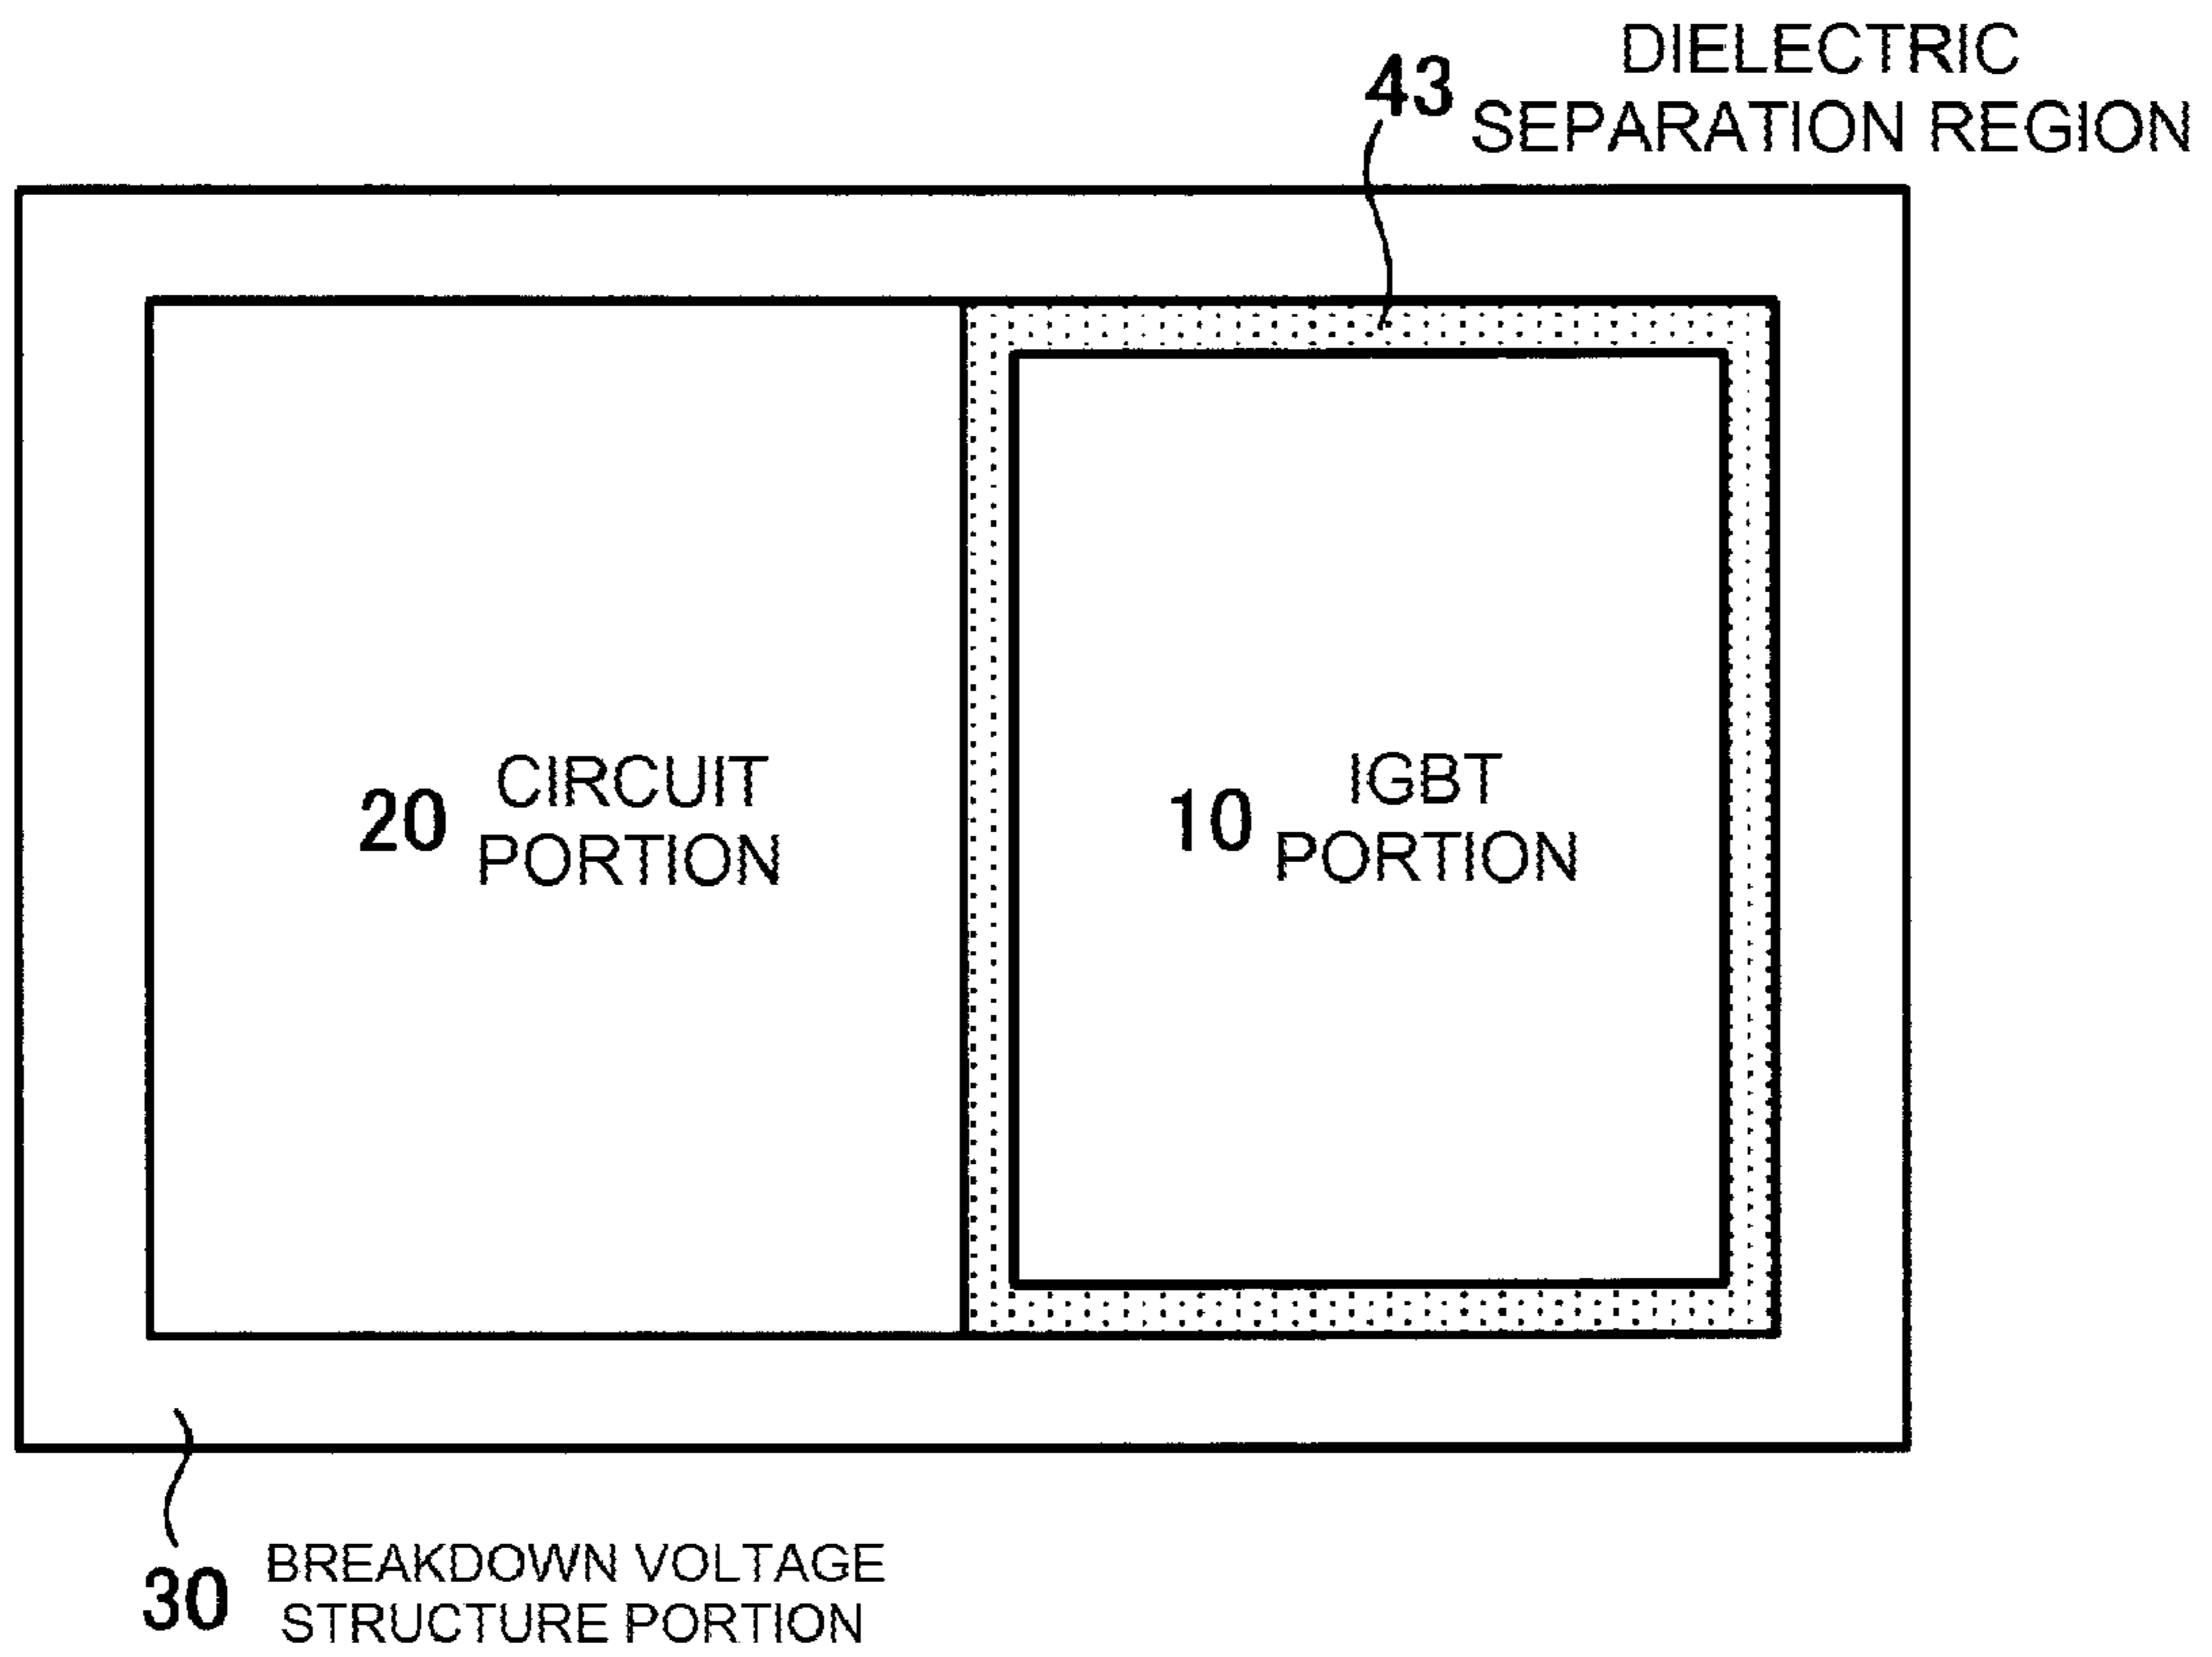 DIELECTRIC
43 SEPARATION REGION
CIRCUIT
20 PORTION
IGBT
10 PORTION
BREAKDOWN VOLTAGE
30 STRUCTURE PORTION